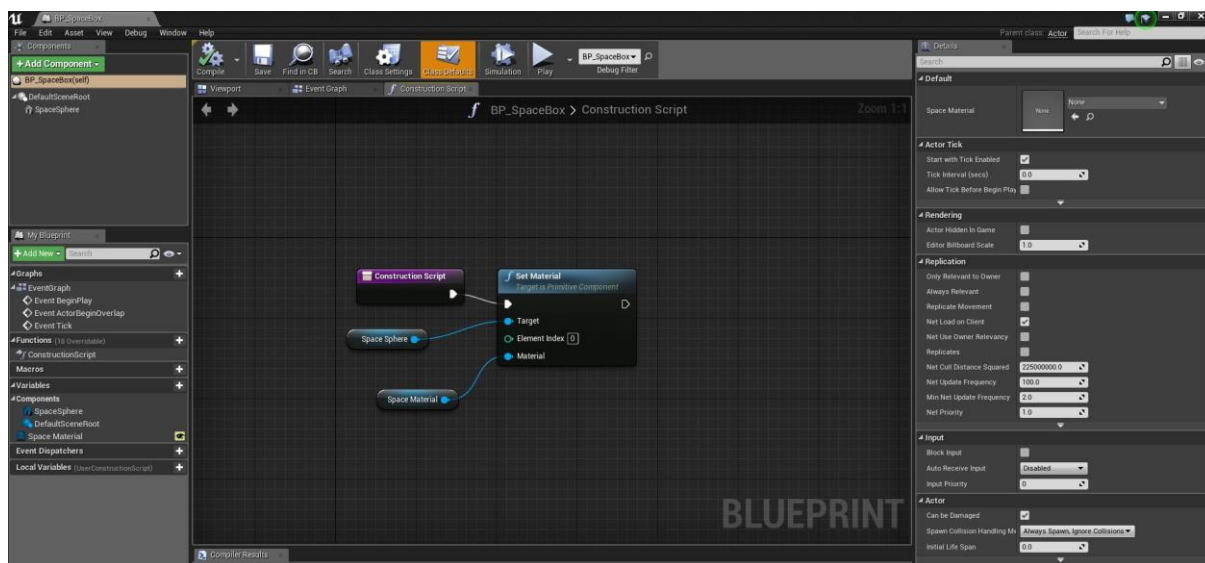 BP_SpaceBox
File Edit Asset View Debug Window Help
Parent class: Actor Search For Help
Components
+Add Component
BP_SpaceBox(self)
DefaultSceneRoot
SpaceSphere
Compile Save Find in CB Search Class Settings Class Defaults Simulation Play
BP_SpaceBox
Debug Filter
Viewport Event Graph Construction Script
BP_SpaceBox > Construction Script
Zoom 1:1
My Blueprint
+Add New Search
Graphs
EventGraph
Event BeginPlay
Event ActorBeginOverlap
Event Tick
Functions (16 Overridable)
ConstructionScript
Macros
Variables
Components
SpaceSphere
DefaultSceneRoot
Space Material
Event Dispatchers
Local Variables (UserConstructionScript)
Construction Script
Set Material
Target is Primitive Component
Target
Element Index 0
Material
Space Sphere
Space Material
BLUEPRINT
Compiler Results
Details
Search
Default
Space Material None None
Actor Tick
Start with Tick Enabled
Tick Interval (secs) 0.0
Allow Tick Before Begin Play
Rendering
Actor Hidden In Game
Editor Billboard Scale 1.0
Replication
Only Relevant to Owner
Always Relevant
Replicate Movement
Net Load on Client
Net Use Owner Relevancy
Replicates
Net Cull Distance Squared 225000000.0
Net Update Frequency 100.0
Min Net Update Frequency 2.0
Net Priority 1.0
Input
Block Input
Auto Receive Input Disabled
Input Priority 0
Actor
Can be Damaged
Spawn Collision Handling Me Always Spawn, Ignore Collisions
Initial Life Span 0.0